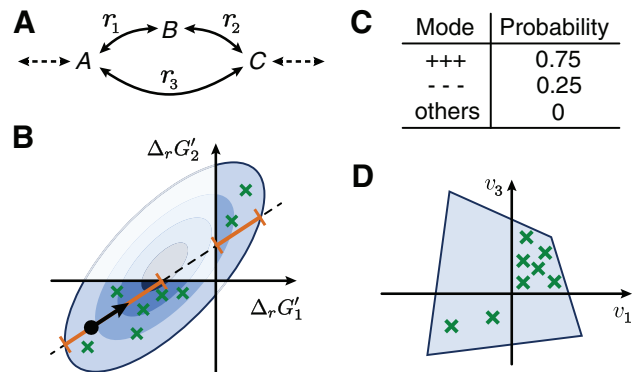 A
r1
B
r2
A
C
r3
C
Mode Probability
+++ 0.75
- - - 0.25
others 0
B
ΔrG′2
ΔrG′1
D
v3
v1